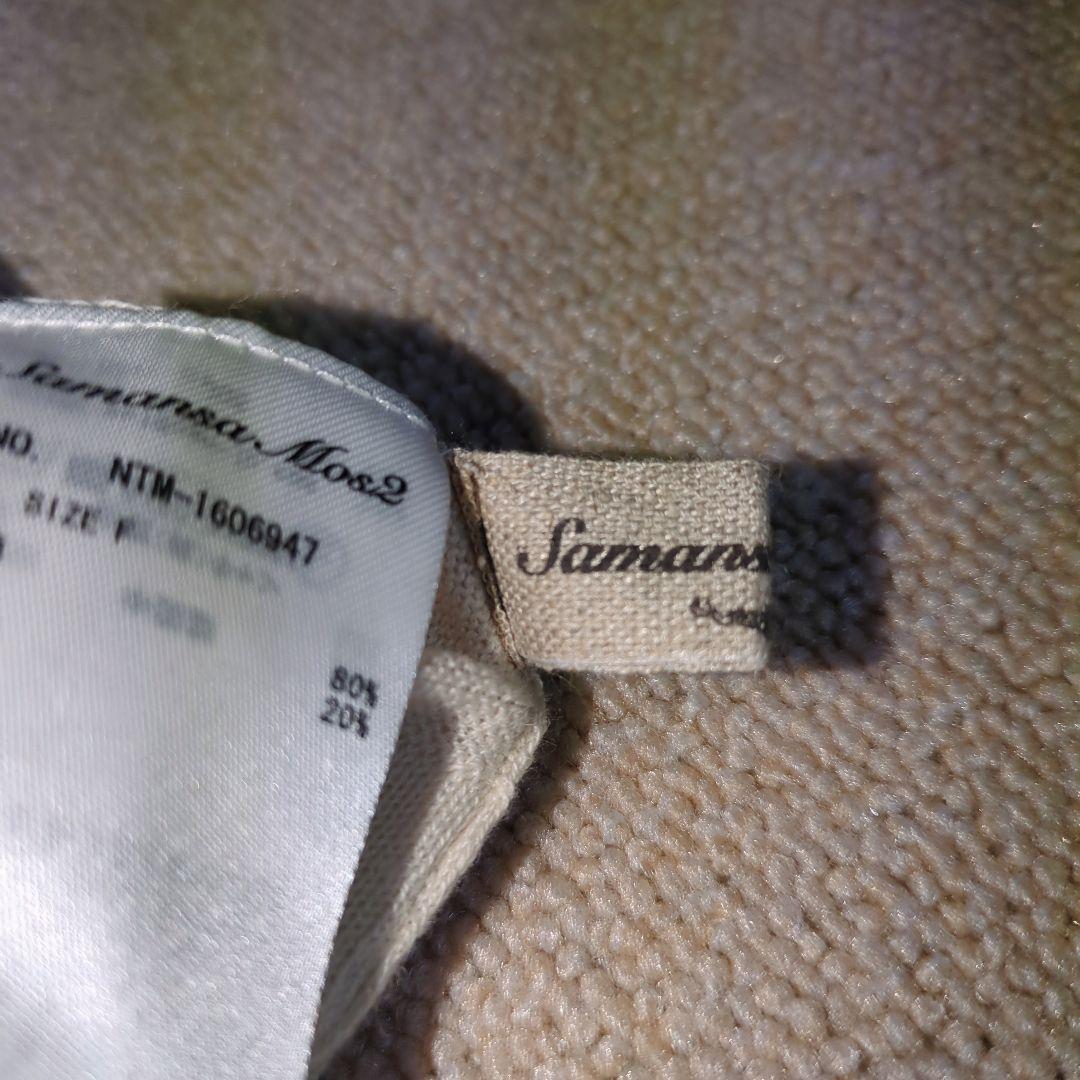 Samansa Mos2
NO. NTM-1606947
SIZE F
80%
20%
Samans